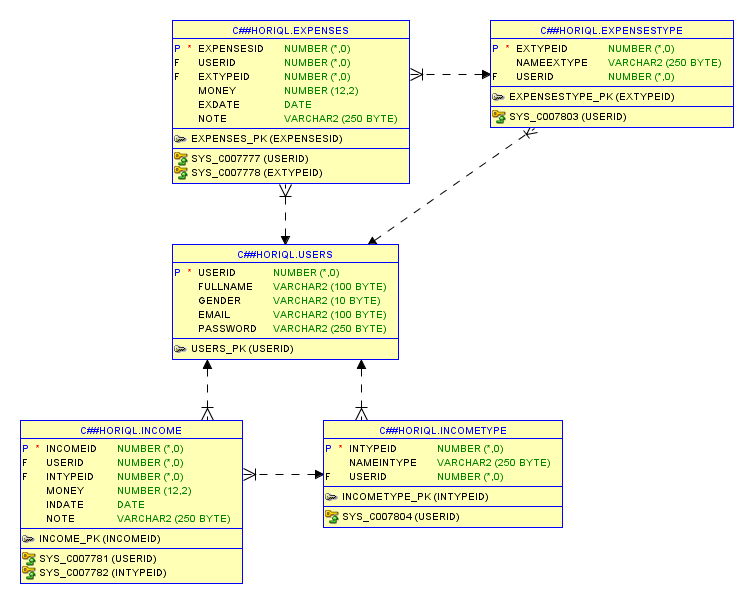 C##HORIQL.EXPENSES
P * EXPENSESID NUMBER (*,0)
F USERID NUMBER (*,0)
F EXTYPEID NUMBER (*,0)
MONEY NUMBER (12,2)
EXDATE DATE
NOTE VARCHAR2 (250 BYTE)
EXPENSES_PK (EXPENSESID)
SYS_C007777 (USERID)
SYS_C007778 (EXTYPEID)
C##HORIQL.EXPENSESTYPE
P * EXTYPEID NUMBER (*,0)
NAMEEXTYPE VARCHAR2 (250 BYTE)
F USERID NUMBER (*,0)
EXPENSESTYPE_PK (EXTYPEID)
SYS_C007803 (USERID)
C##HORIQL.USERS
P * USERID NUMBER (*,0)
FULLNAME VARCHAR2 (100 BYTE)
GENDER VARCHAR2 (10 BYTE)
EMAIL VARCHAR2 (100 BYTE)
PASSWORD VARCHAR2 (250 BYTE)
USERS_PK (USERID)
C##HORIQL.INCOME
P * INCOMEID NUMBER (*,0)
F USERID NUMBER (*,0)
F INTYPEID NUMBER (*,0)
MONEY NUMBER (12,2)
INDATE DATE
NOTE VARCHAR2 (250 BYTE)
INCOME_PK (INCOMEID)
SYS_C007781 (USERID)
SYS_C007782 (INTYPEID)
C##HORIQL.INCOMETYPE
P * INTYPEID NUMBER (*,0)
NAMEINTYPE VARCHAR2 (250 BYTE)
F USERID NUMBER (*,0)
INCOMETYPE_PK (INTYPEID)
SYS_C007804 (USERID)